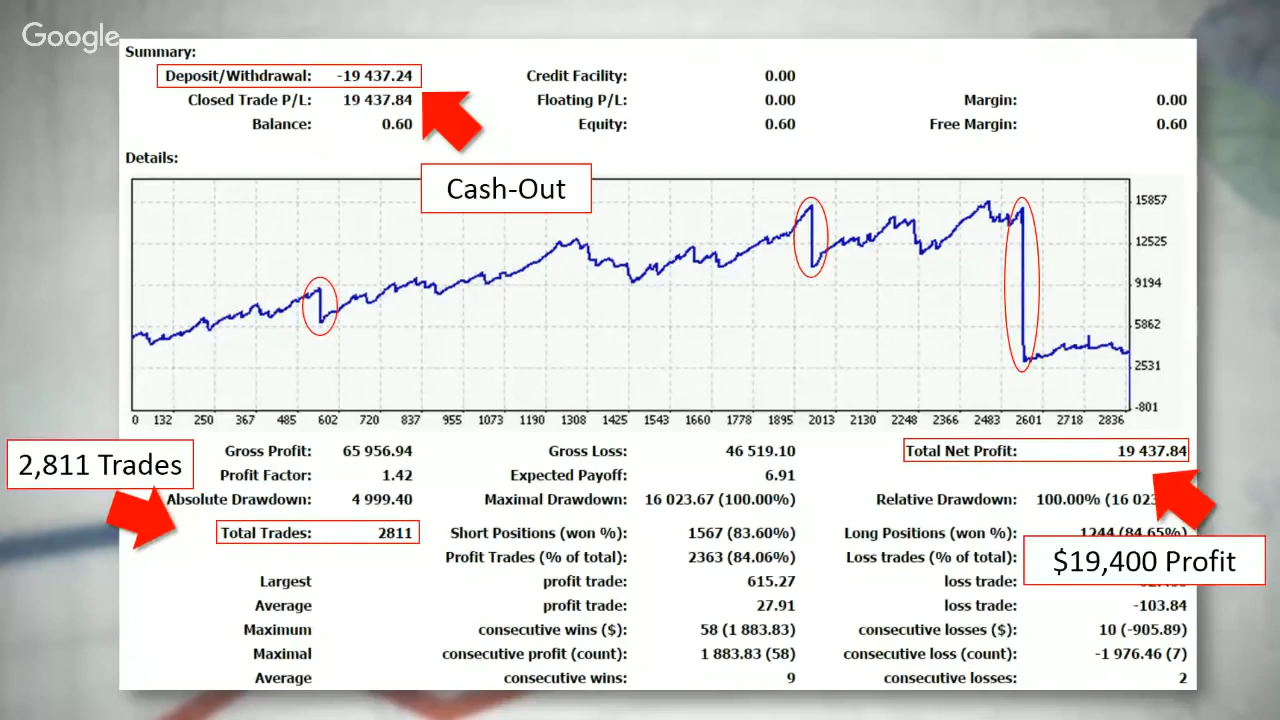 Google
Summary:
Deposit/Withdrawal: -19 437.24 Credit Facility: 0.00
Closed Trade P/L: 19 437.84 Floating P/L: 0.00 Margin: 0.00
Balance: 0.60 Equity: 0.60 Free Margin: 0.60
Details:
Cash-Out
15857
12525
9194
5862
2531
-801
0 132 250 367 485 602 720 837 955 1073 1190 1308 1425 1543 1660 1778 1895 2013 2130 2248 2366 2483 2601 2718 2836
2,811 Trades
Gross Profit: 65 956.94 Gross Loss: 46 519.10 Total Net Profit: 19 437.84
Profit Factor: 1.42 Expected Payoff: 6.91
Absolute Drawdown: 4 999.40 Maximal Drawdown: 16 023.67 (100.00%) Relative Drawdown: 100.00% (16
Total Trades: 2811 Short Positions (won %): 1567 (83.60%) Long Positions (won %): 1244 (84.65%)
Profit Trades (% of total): 2363 (84.06%) Loss trades (% of total):
$19,400 Profit
Largest profit trade: 615.27 loss trade:
Average profit trade: 27.91 loss trade: -103.84
Maximum consecutive wins ($): 58 (1 883.83) consecutive losses ($): 10 (-905.89)
Maximal consecutive profit (count): 1 883.83 (58) consecutive loss (count): -1 976.46 (7)
Average consecutive wins: 9 consecutive losses: 2